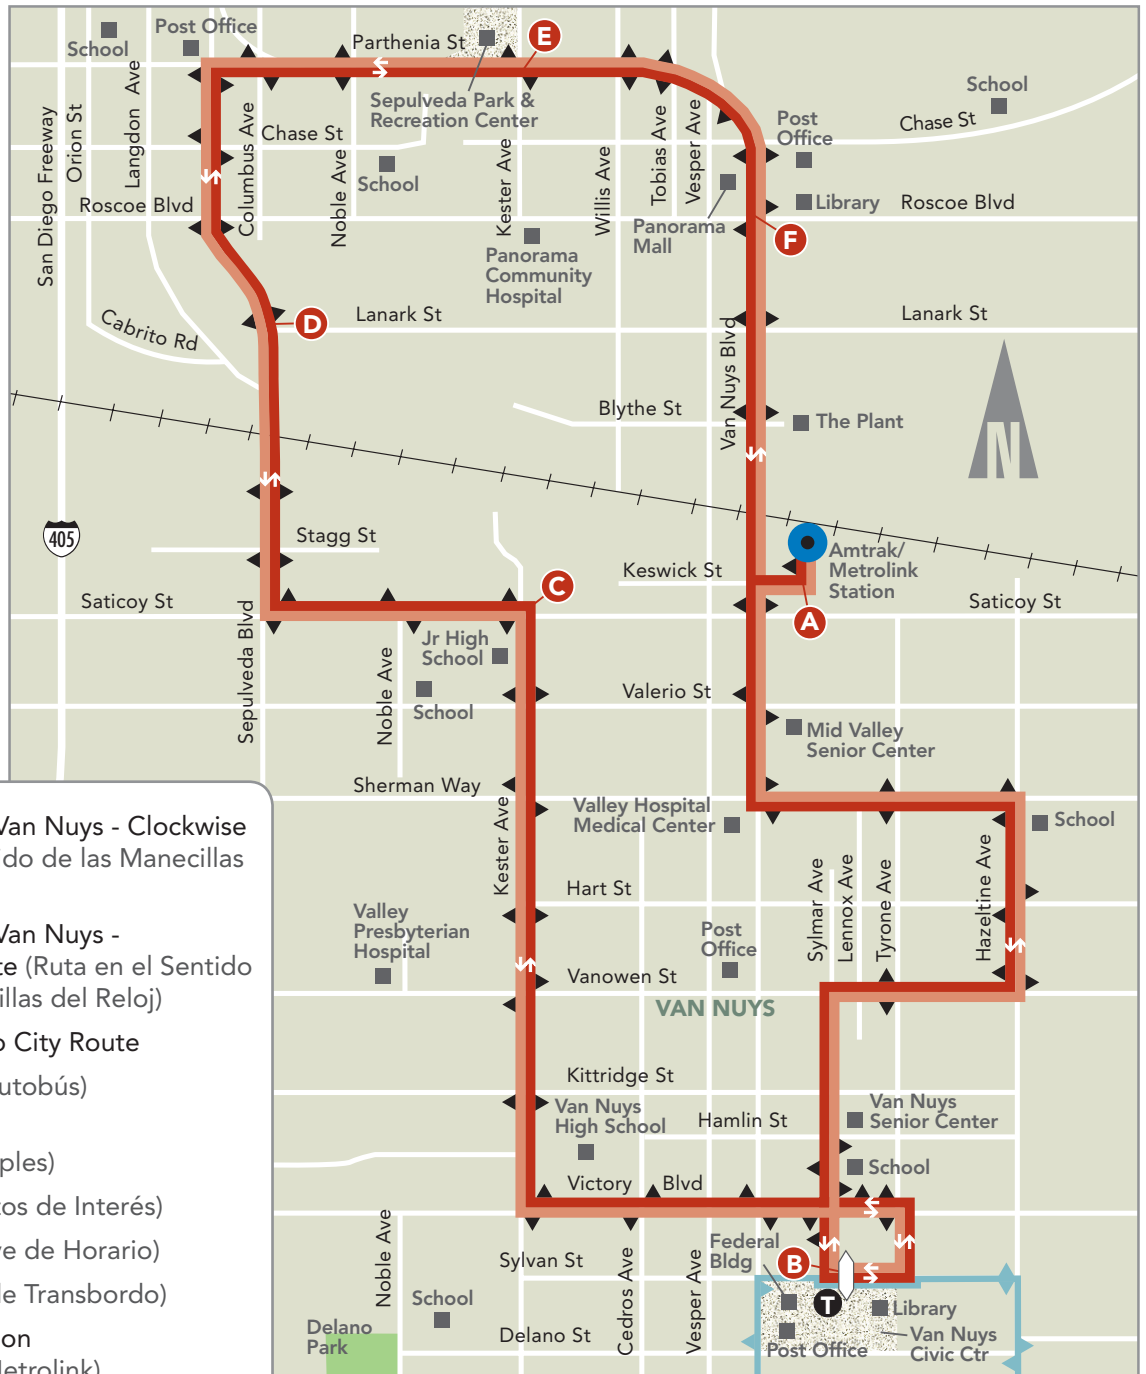 School
Post Office
Parthenia St
E
Sepulveda Park &
Recreation Center
San Diego Freeway
Orion St
Langdon Ave
Columbus Ave
Chase St
Noble Ave
School
Kester Ave
Willis Ave
Tobias Ave
Vesper Ave
Post
Office
School
Chase St
Library
Roscoe Blvd
Roscoe Blvd
Panorama
Mall
F
Panorama
Community
Hospital
Cabrito Rd
D
Lanark St
Lanark St
Van Nuys Blvd
Blythe St
The Plant
N
405
Stagg St
Keswick St
Amtrak/
Metrolink
Station
A
C
Saticoy St
Saticoy St
Sepulveda Blvd
Noble Ave
Jr High
School
School
Valerio St
Mid Valley
Senior Center
Sherman Way
Kester Ave
Valley Hospital
Medical Center
School
Hart St
Sylmar Ave
Lennox Ave
Tyrone Ave
Hazeltine Ave
Valley
Presbyterian
Hospital
Post
Office
Vanowen St
VAN NUYS
Kittridge St
Van Nuys
High School
Hamlin St
Van Nuys
Senior Center
School
Victory Blvd
Noble Ave
Sylvan St
Cedros Ave
Vesper Ave
Federal
Bldg
B
T
School
Library
Delano
Park
Delano St
Post Office
Van Nuys
Civic Ctr
Van Nuys - Clockwise
ido de las Manecillas
Van Nuys -
te (Ruta en el Sentido
illas del Reloj)
o City Route
utobús)
ples)
tos de Interés)
ve de Horario)
de Transbordo)
on
Metrolink)